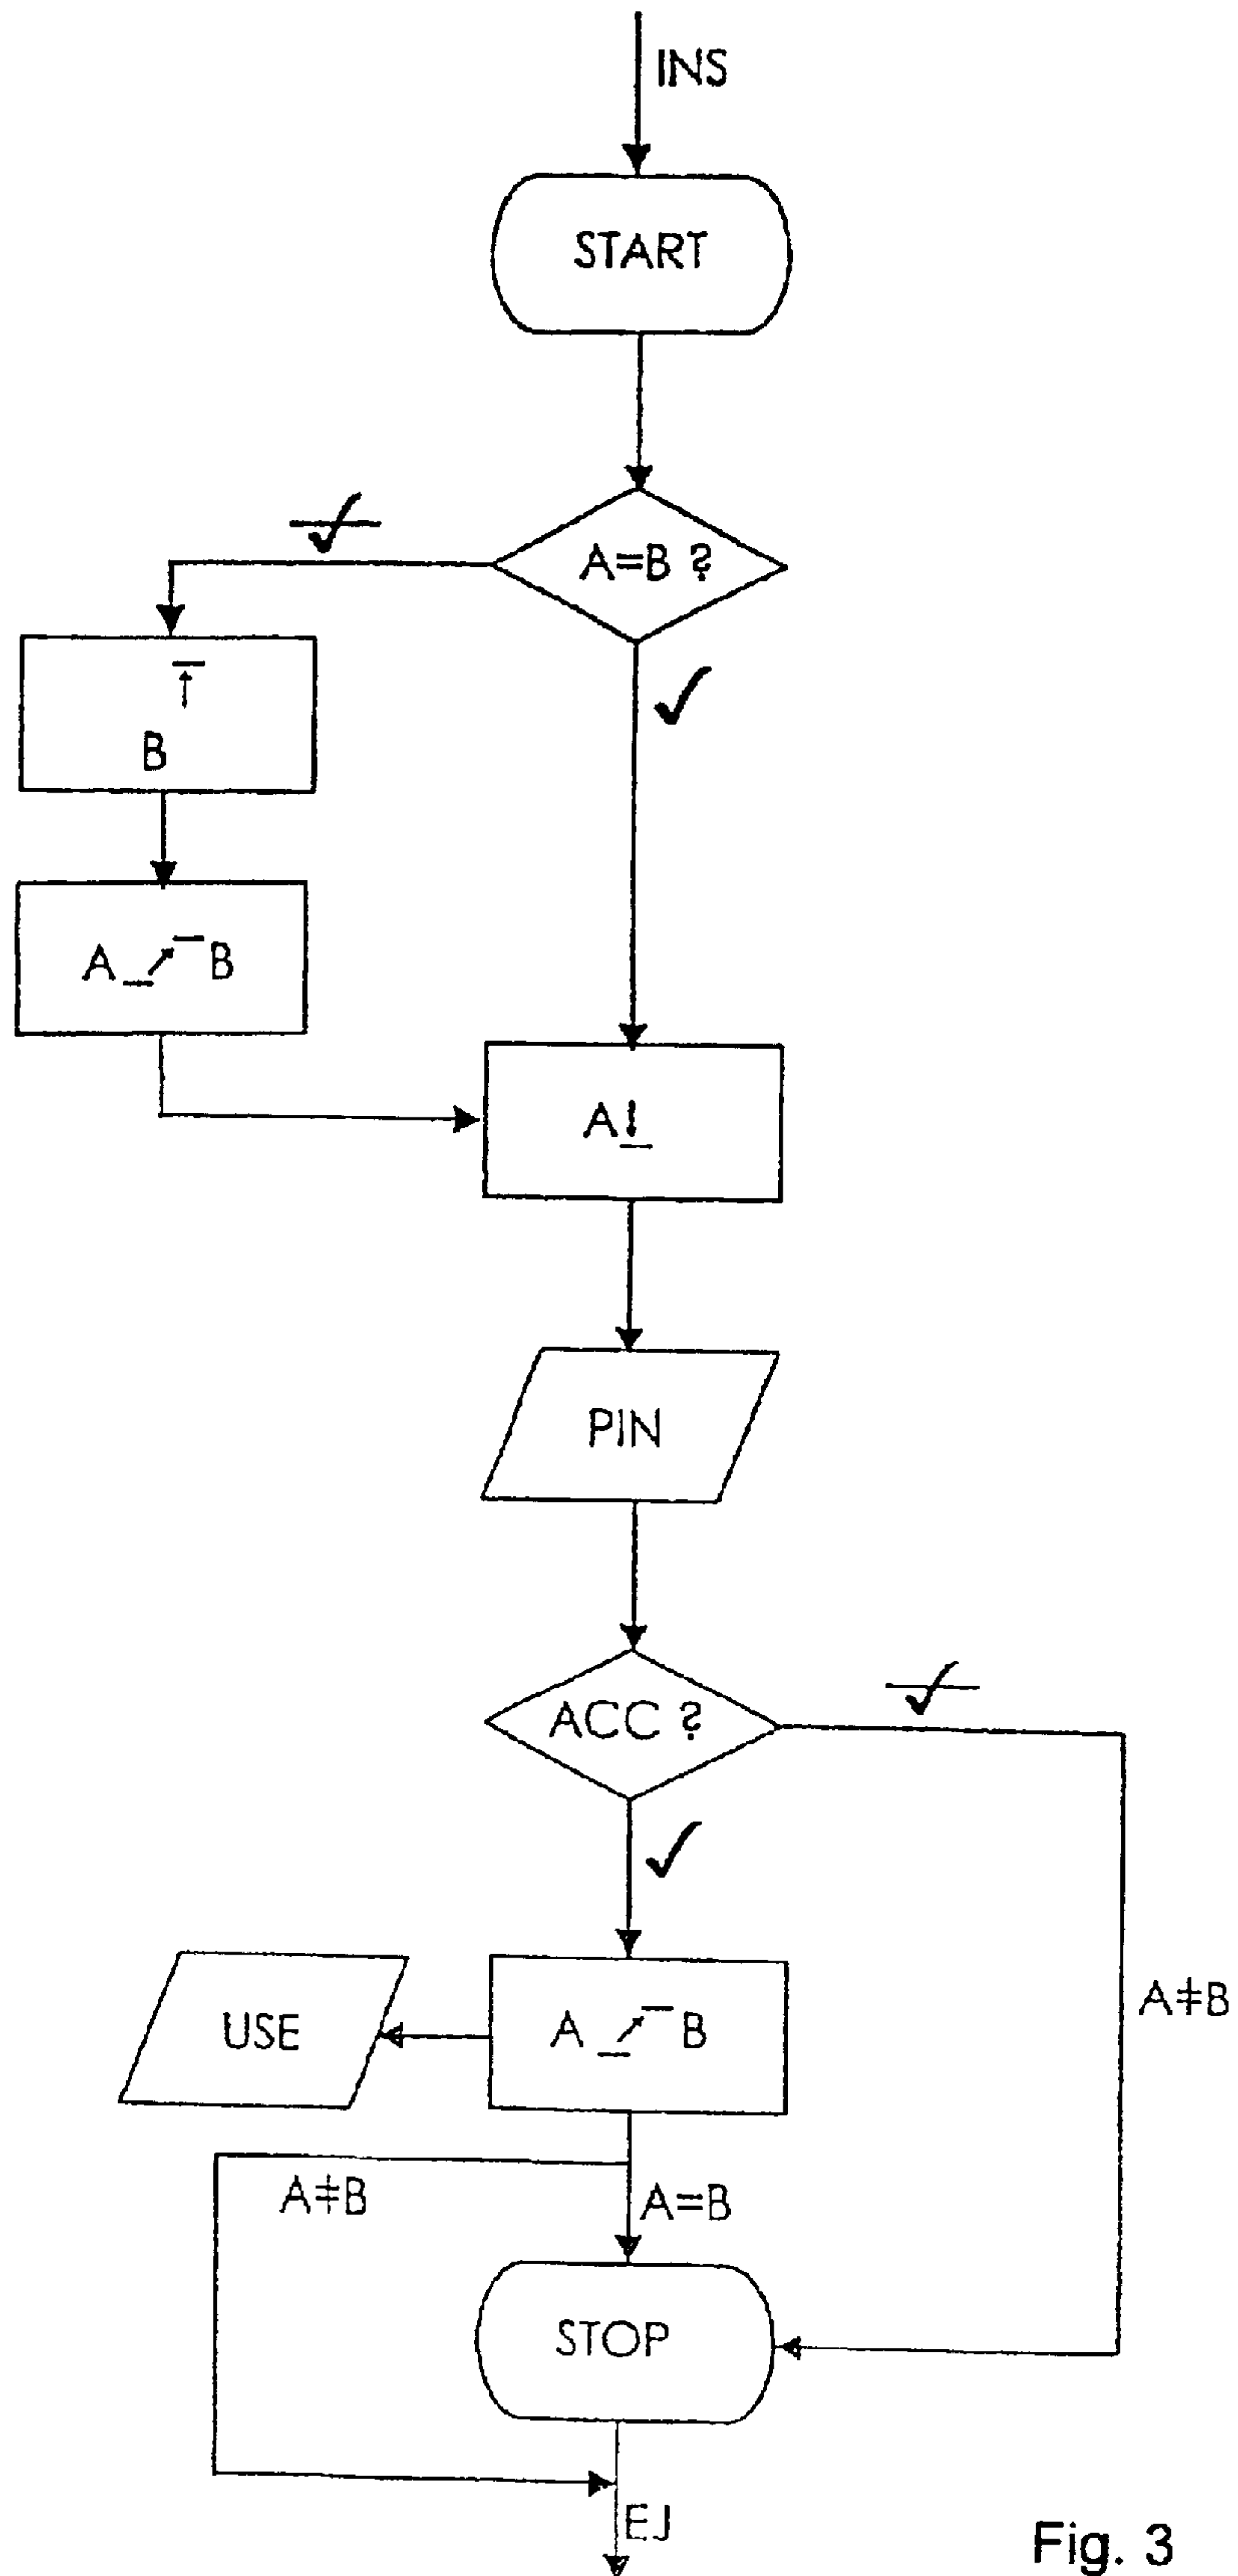 INS
START
A=B ?
B
A B
A
PIN
ACC ?
USE
A B
A≠B
A≠B
A=B
STOP
EJ
Fig. 3